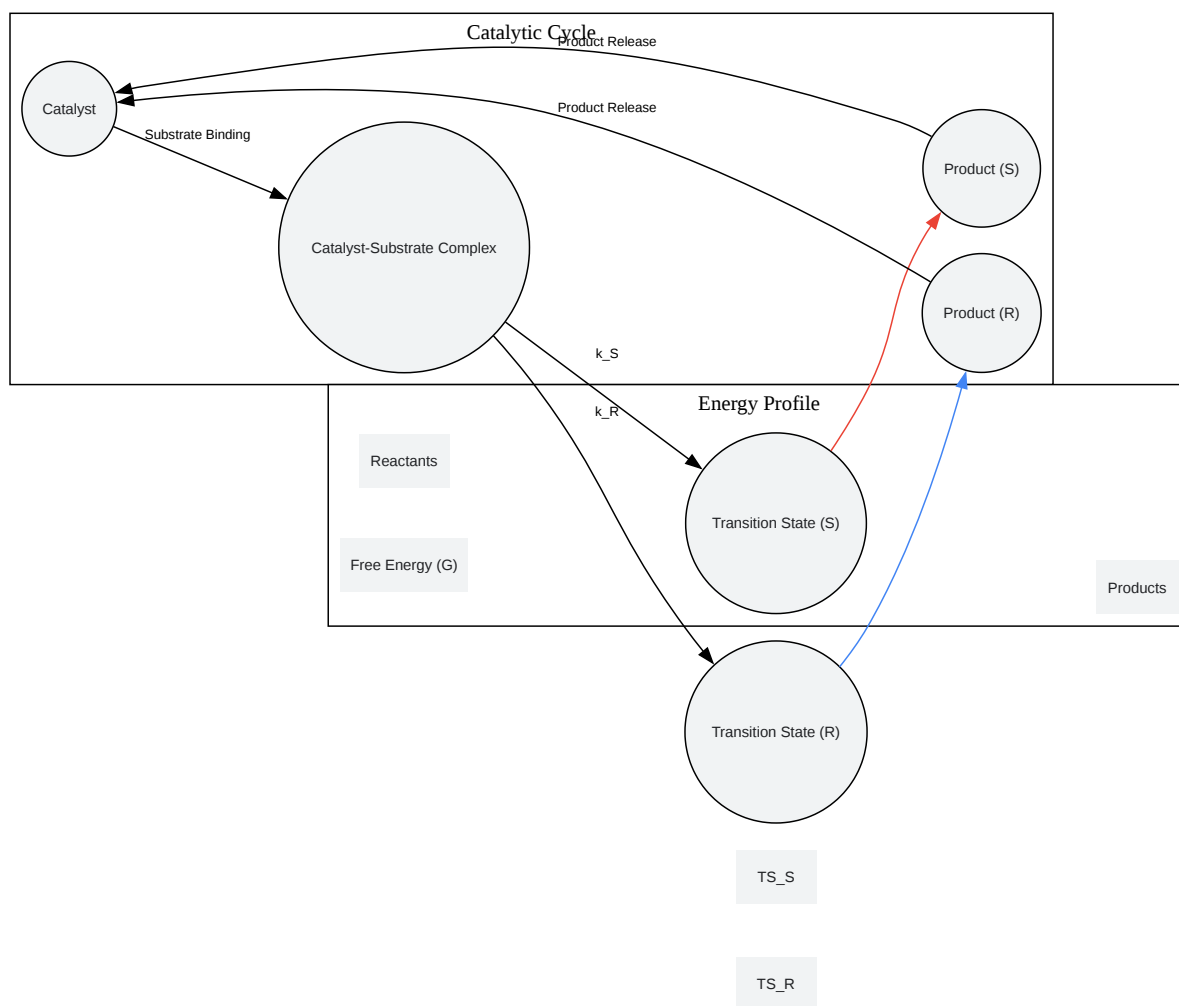 Catalytic Cycle
Product Release
Catalyst
Product Release
Substrate Binding
Product (S)
Catalyst-Substrate Complex
Product (R)
k_S
Energy Profile
k_R
Reactants
Transition State (S)
Free Energy (G)
Products
Transition State (R)
TS_S
TS_R